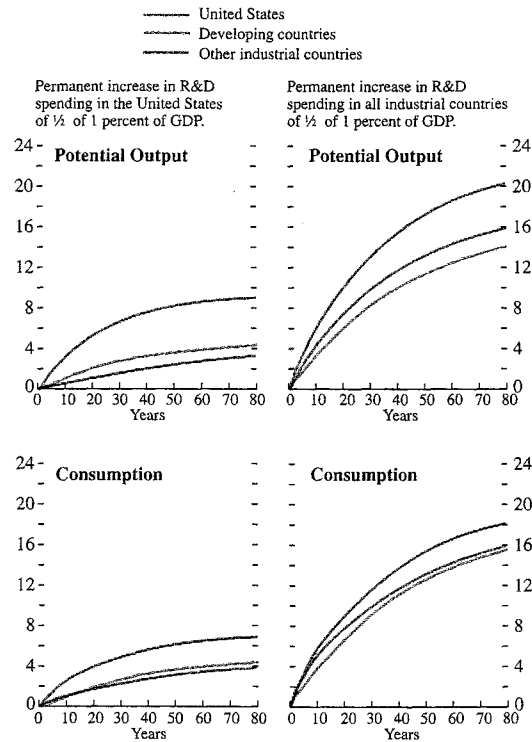 United States
Developing countries
Other industrial countries
Permanent increase in R&D
spending in the United States
of ½ of 1 percent of GDP.
Potential Output
24
20
16
12
8
4
0
0 10 20 30 40 50 60 70 80
Years
Permanent increase in R&D
spending in all industrial countries
of ½ of 1 percent of GDP.
Potential Output
24
20
16
12
8
4
0
0 10 20 30 40 50 60 70 80
Years
Consumption
24
20
16
12
8
4
0
0 10 20 30 40 50 60 70 80
Years
Consumption
24
20
16
12
8
4
0
0 10 20 30 40 50 60 70 80
Years